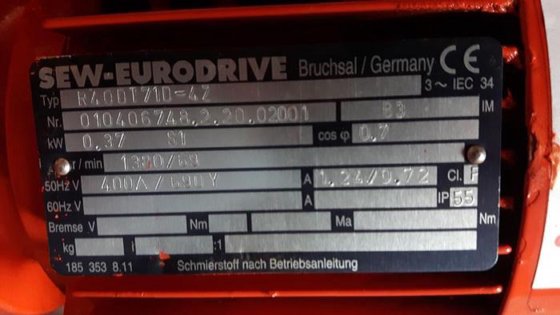 SEW-EURODRIVE Bruchsal / Germany CE
Typ R40DT71D-4Z 3~ IEC 34
Nr. 010406748.2.20.02001 B3 IM
kW 0,37 S1 cos φ 0,7
r/min 1380/69
50Hz V 400Δ/690Y A 1,24/0,72 Cl. F
60Hz V A IP 55
Bremse V Nm Ma Nm
kg i :1
185 353 8.11 Schmierstoff nach Betriebsanleitung